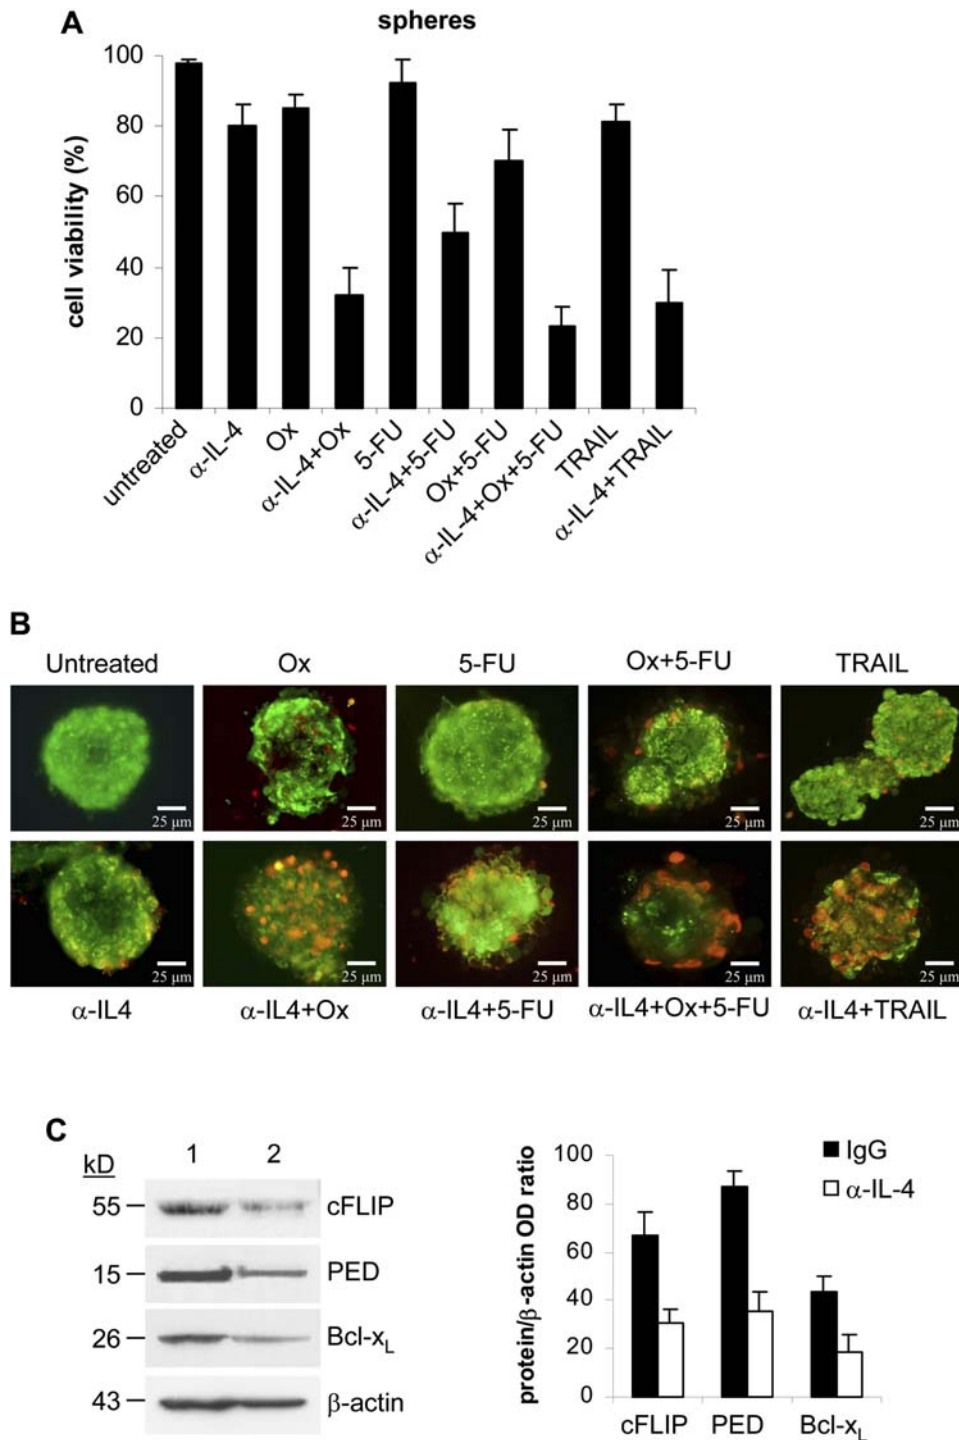 A
spheres
cell viability (%)
100
80
60
40
20
0
untreated
α-IL-4
Ox
α-IL-4+Ox
5-FU
α-IL-4+5-FU
Ox+5-FU
α-IL-4+Ox+5-FU
TRAIL
α-IL-4+TRAIL
B
Untreated Ox 5-FU Ox+5-FU TRAIL
25 µm 25 µm 25 µm 25 µm 25 µm
25 µm 25 µm 25 µm 25 µm 25 µm
α-IL4 α-IL4+Ox α-IL4+5-FU α-IL4+Ox+5-FU α-IL4+TRAIL
C
kD 1 2
55 cFLIP
15 PED
26 Bcl-xL
43 β-actin
protein/β-actin OD ratio
100
80
60
40
20
0
IgG
α-IL-4
cFLIP PED Bcl-xL